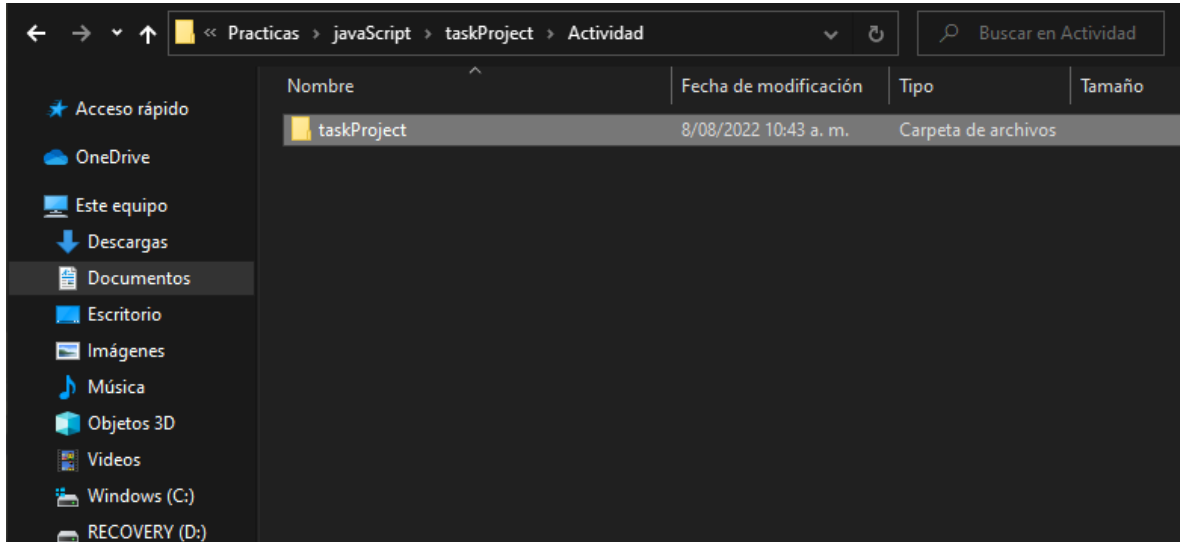 « Practicas › javaScript › taskProject › Actividad
Buscar en Actividad
Nombre Fecha de modificación Tipo Tamaño
taskProject 8/08/2022 10:43 a. m. Carpeta de archivos
Acceso rápido
OneDrive
Este equipo
Descargas
Documentos
Escritorio
Imágenes
Música
Objetos 3D
Videos
Windows (C:)
RECOVERY (D:)